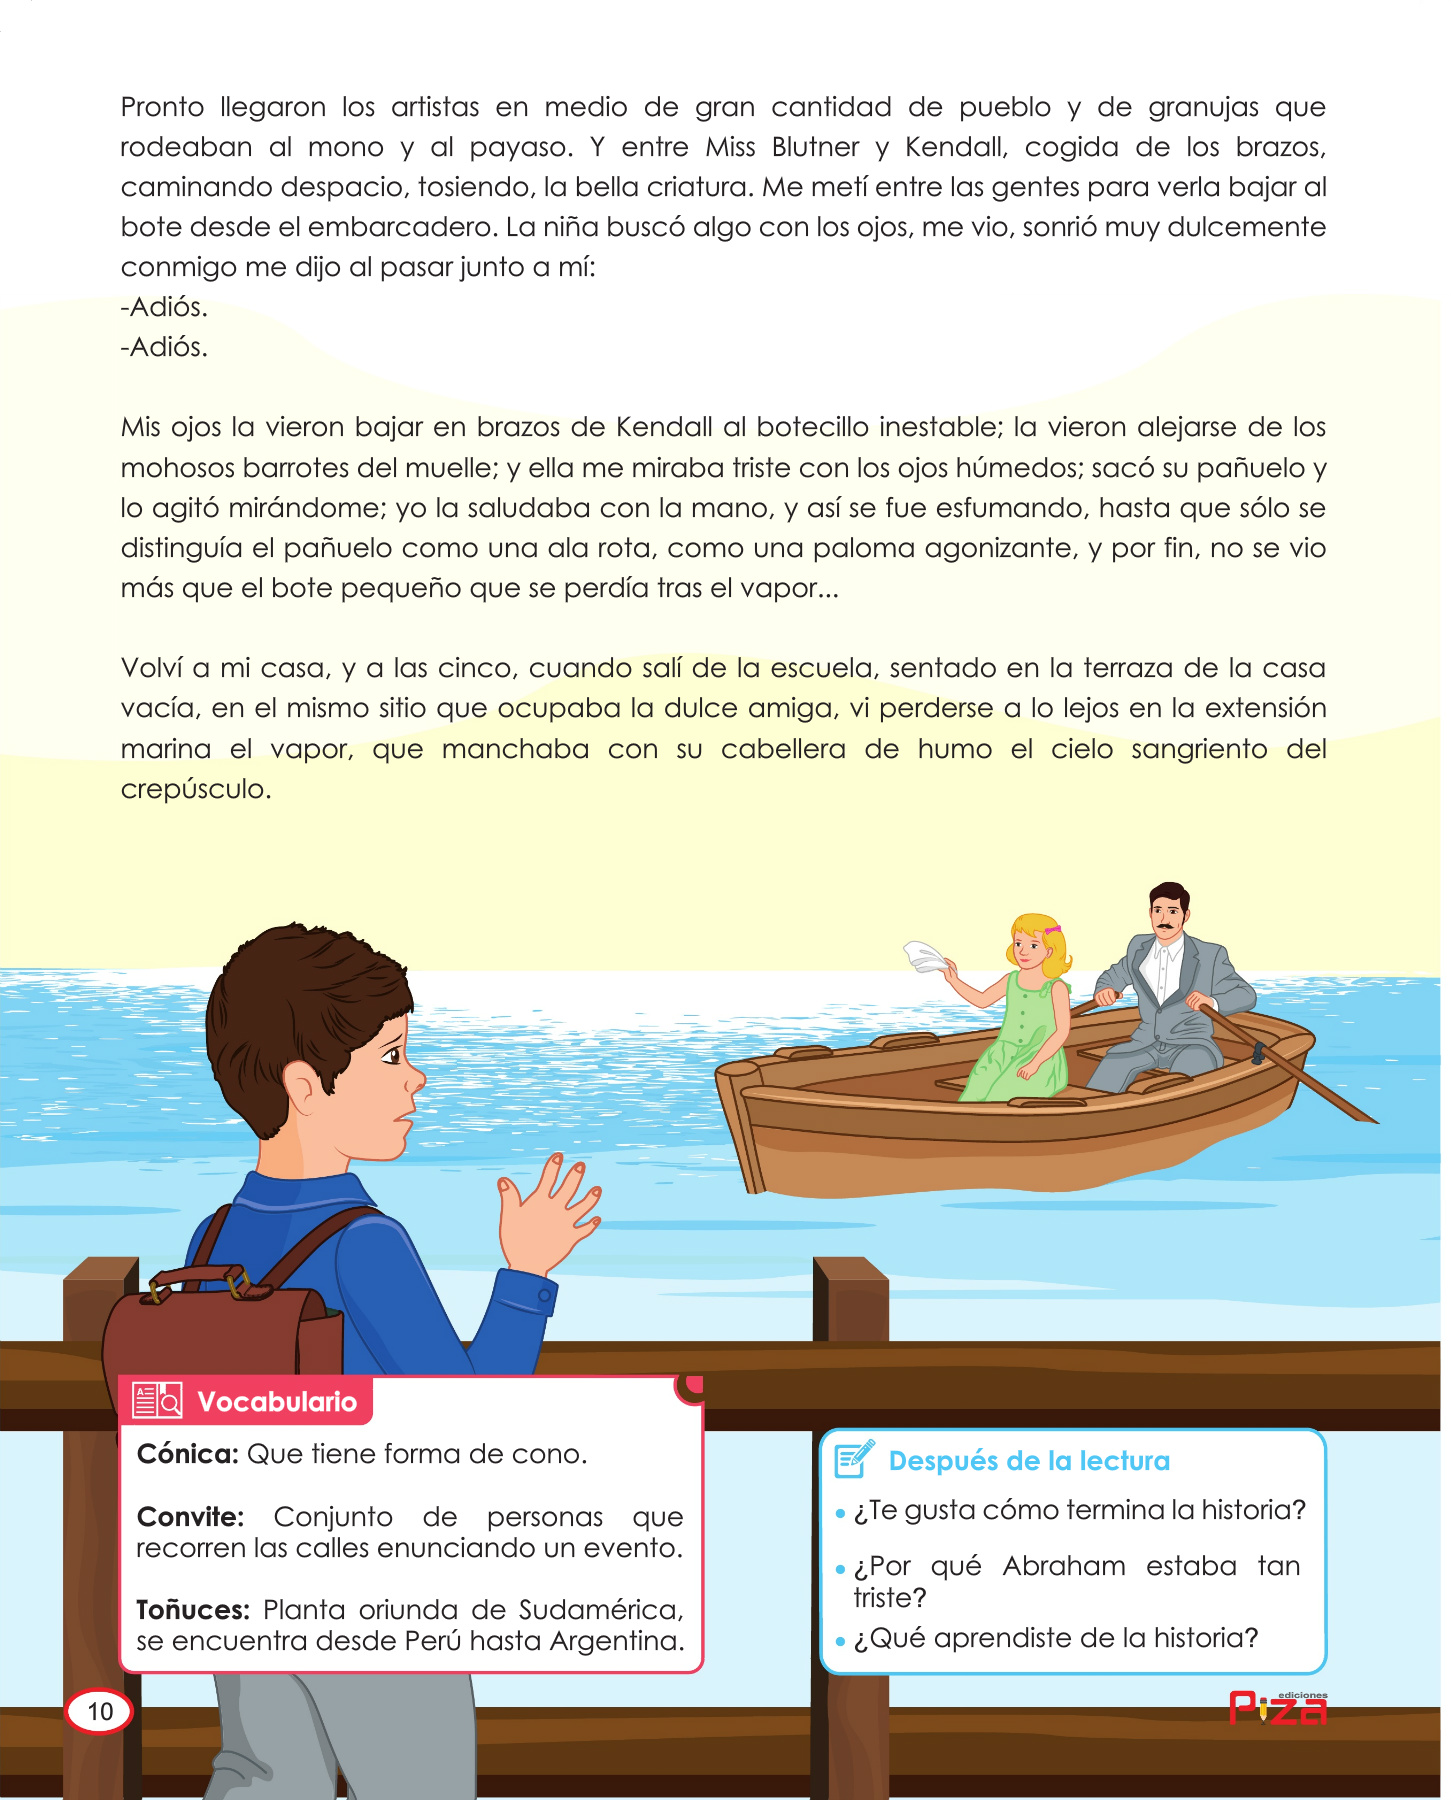 Pronto llegaron los artistas en medio de gran cantidad de pueblo y de granujas que
rodeaban al mono y al payaso. Y entre Miss Blutner y Kendall, cogida de los brazos,
caminando despacio, tosiendo, la bella criatura. Me metí entre las gentes para verla bajar al
bote desde el embarcadero. La niña buscó algo con los ojos, me vio, sonrió muy dulcemente
conmigo me dijo al pasar junto a mí:
-Adiós.
-Adiós.
Mis ojos la vieron bajar en brazos de Kendall al botecillo inestable; la vieron alejarse de los
mohosos barrotes del muelle; y ella me miraba triste con los ojos húmedos; sacó su pañuelo y
lo agitó mirándome; yo la saludaba con la mano, y así se fue esfumando, hasta que sólo se
distinguía el pañuelo como una ala rota, como una paloma agonizante, y por fin, no se vio
más que el bote pequeño que se perdía tras el vapor...
Volví a mi casa, y a las cinco, cuando salí de la escuela, sentado en la terraza de la casa
vacía, en el mismo sitio que ocupaba la dulce amiga, vi perderse a lo lejos en la extensión
marina el vapor, que manchaba con su cabellera de humo el cielo sangriento del
crepúsculo.
Vocabulario
Cónica: Que tiene forma de cono.
Convite: Conjunto de personas que
recorren las calles enunciando un evento.
Toñuces: Planta oriunda de Sudamérica,
se encuentra desde Perú hasta Argentina.
Después de la lectura
• ¿Te gusta cómo termina la historia?
• ¿Por qué Abraham estaba tan
triste?
• ¿Qué aprendiste de la historia?
10
ediciones
Piza